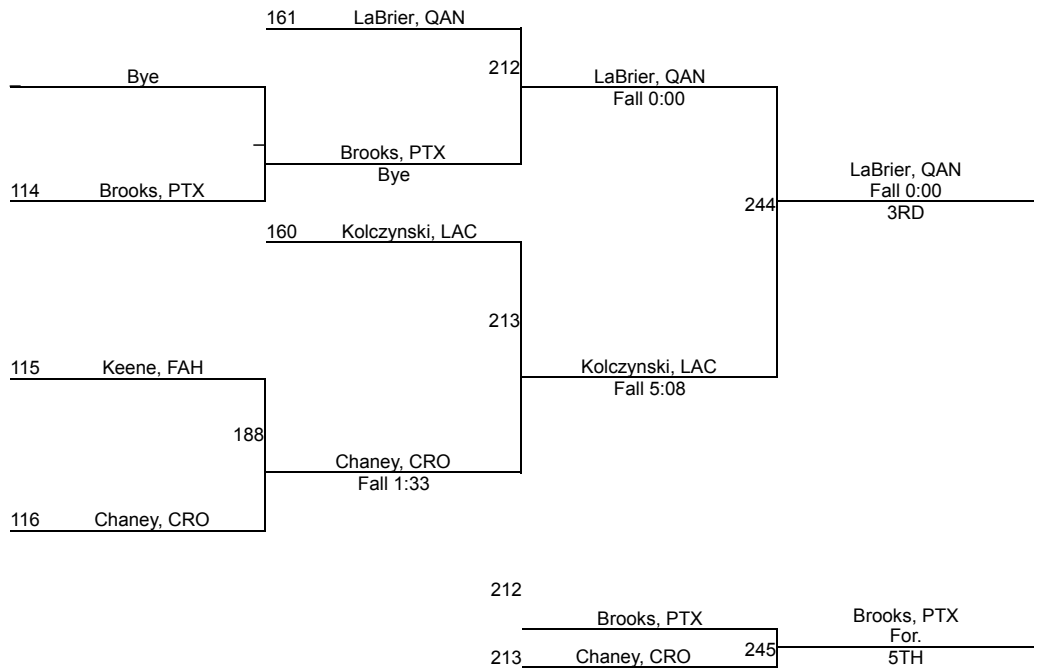 161 LaBrier, QAN
212
Bye
LaBrier, QAN
Fall 0:00
Brooks, PTX
Bye
114 Brooks, PTX
LaBrier, QAN
Fall 0:00
3RD
244
160 Kolczynski, LAC
213
115 Keene, FAH
Kolczynski, LAC
Fall 5:08
188
Chaney, CRO
Fall 1:33
116 Chaney, CRO
212
Brooks, PTX
Brooks, PTX
For.
5TH
245
213 Chaney, CRO